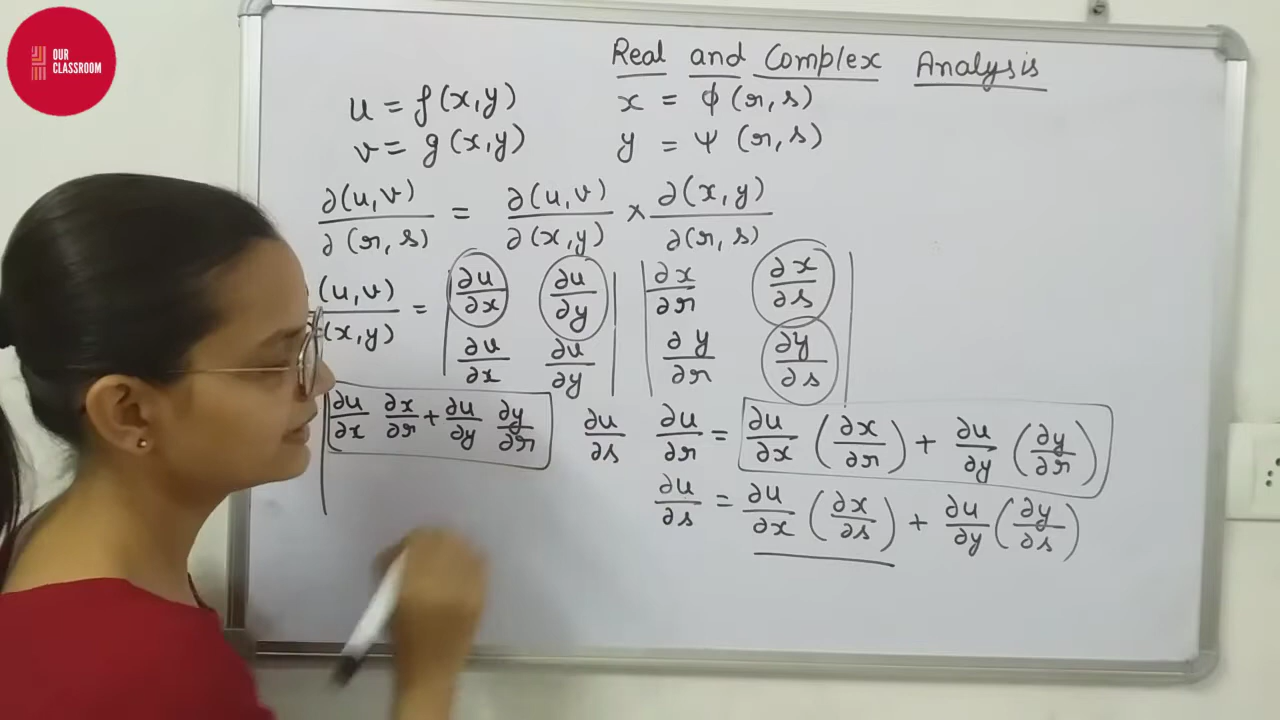 OUR
CLASSROOM
Real and Complex Analysis
u = f(x,y) x = ϕ(r,s)
v = g(x,y) y = ψ(r,s)
∂(u,v)/∂(r,s) = ∂(u,v)/∂(x,y) × ∂(x,y)/∂(r,s)
(u,v)/(x,y) = | ∂u/∂x ∂u/∂y | | ∂x/∂r ∂x/∂s |
| ∂v/∂x ∂v/∂y | | ∂y/∂r ∂y/∂s |
| ∂u/∂x ∂x/∂r + ∂u/∂y ∂y/∂r ∂u/∂s ∂u/∂r = ∂u/∂x (∂x/∂r) + ∂u/∂y (∂y/∂r)
∂u/∂s = ∂u/∂x (∂x/∂s) + ∂u/∂y (∂y/∂s)